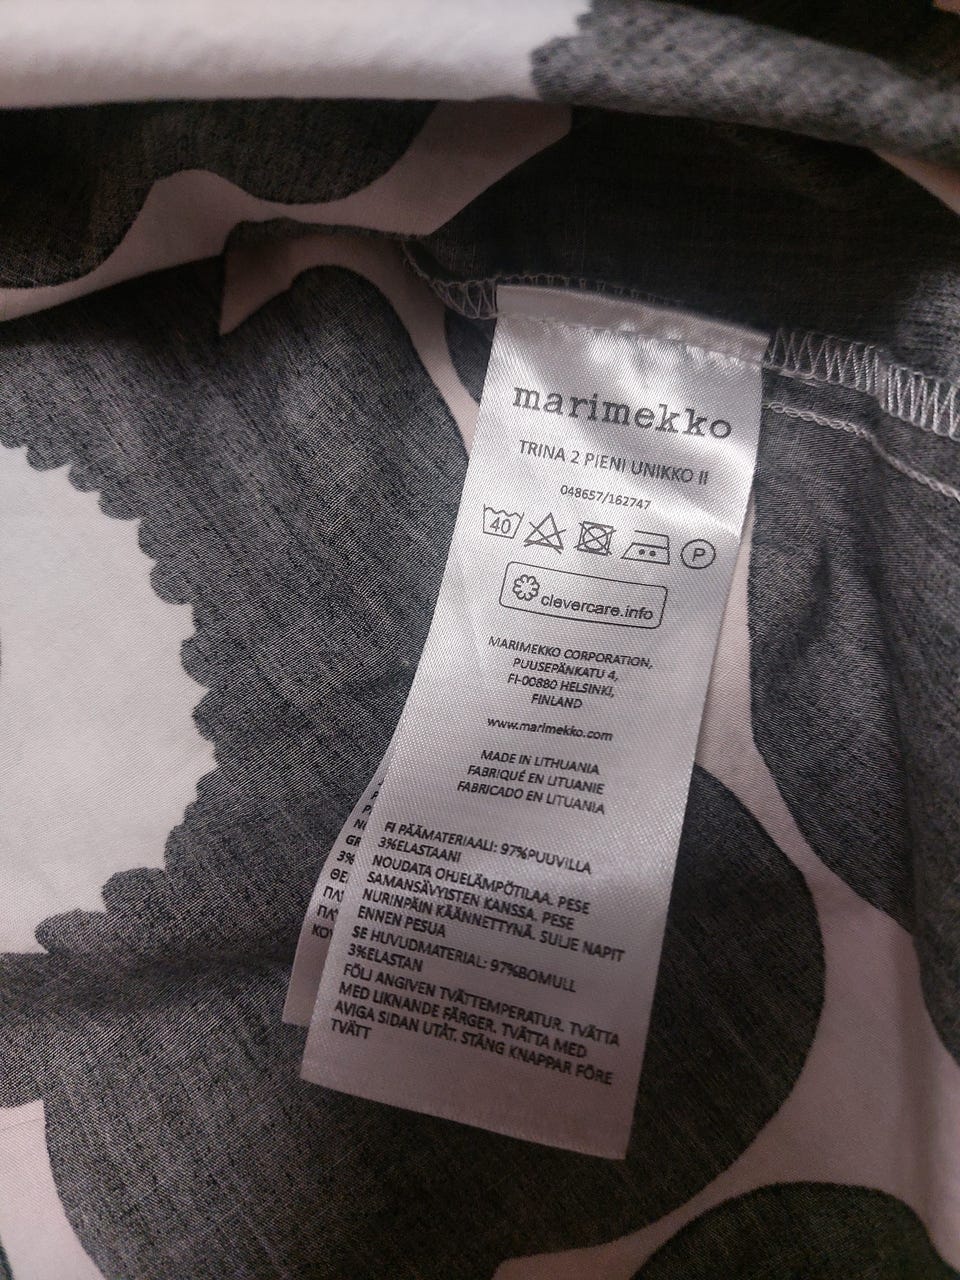 marimekko
TRINA 2 PIENI UNIKKO II
048657/162747
40
P
clevercare.info
MARIMEKKO CORPORATION,
PUUSEPÄNKATU 4,
FI-00880 HELSINKI,
FINLAND
www.marimekko.com
MADE IN LITHUANIA
FABRIQUÉ EN LITUANIE
FABRICADO EN LITUANIA
FI PÄÄMATERIAALI: 97%PUUVILLA
3%ELASTAANI
NOUDATA OHJELÄMPÖTILAA. PESE
SAMANSÄVYISTEN KANSSA. PESE
NURINPÄIN KÄÄNNETTYNÄ. SULJE NAPIT
ENNEN PESUA
SE HUVUDMATERIAL: 97%BOMULL
3%ELASTAN
FÖLJ ANGIVEN TVÄTTEMPERATUR. TVÄTTA
MED LIKNANDE FÄRGER. TVÄTTA MED
AVIGA SIDAN UTÅT. STÄNG KNAPPAR FÖRE
TVÄTT